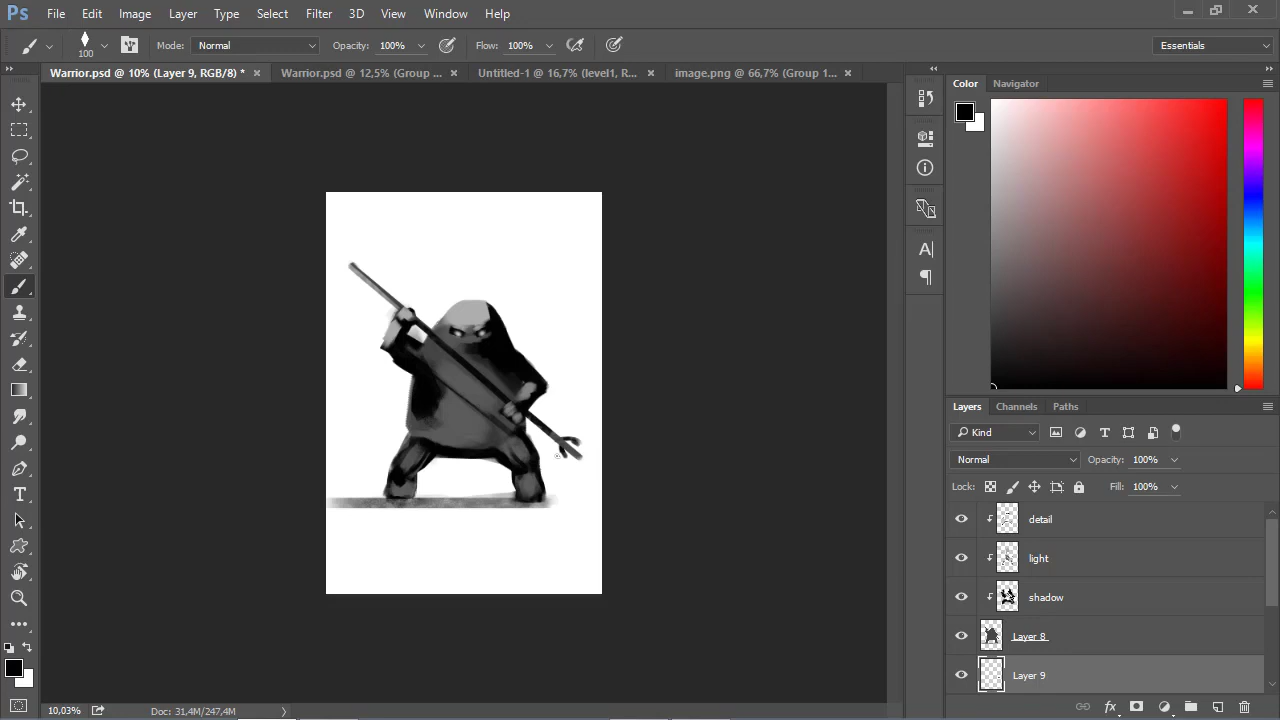 Ps File Edit Image Layer Type Select Filter 3D View Window Help
100 Mode: Normal Opacity: 100% Flow: 100% Essentials
Warrior.psd @ 10% (Layer 9, RGB/8) * Warrior.psd @ 12,5% (Group ... Untitled-1 @ 16,7% (level1, R... image.png @ 66,7% (Group 1...
Color Navigator
Layers Channels Paths
Kind
Normal Opacity: 100%
Lock: Fill: 100%
detail
light
shadow
Layer 8
Layer 9
10,03% Doc: 31,4M/247,4M